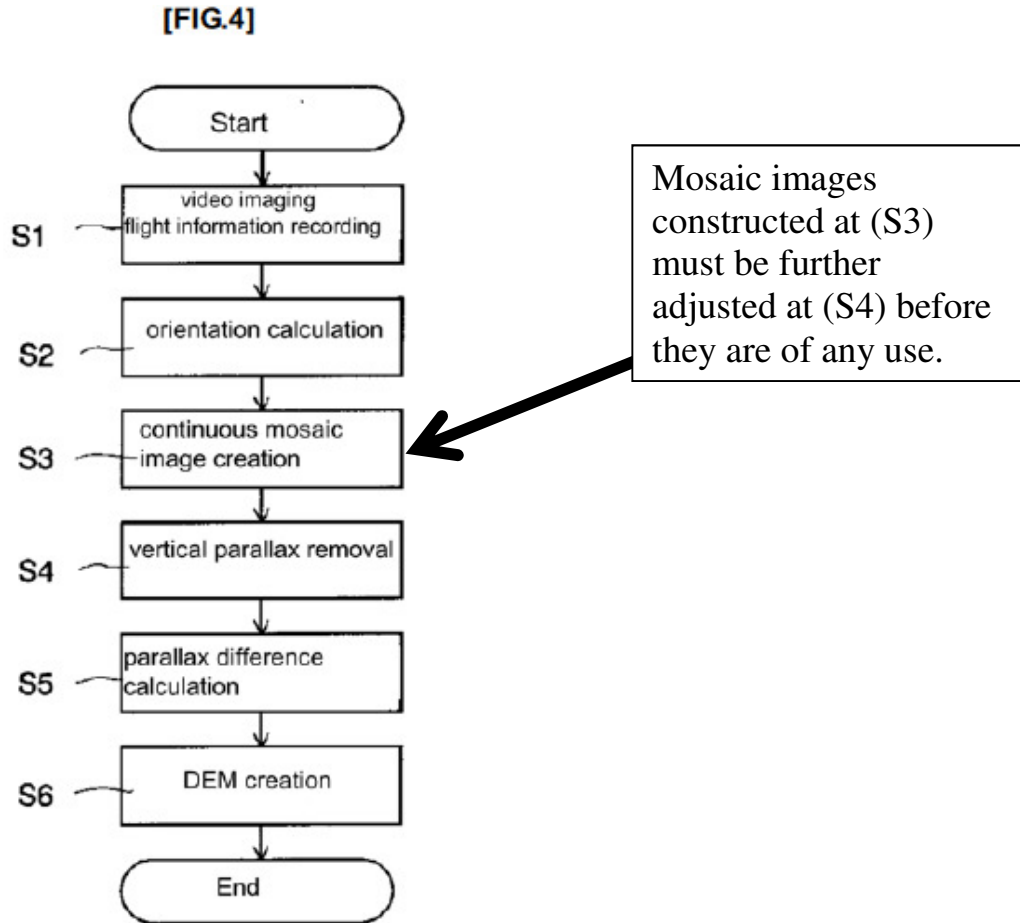 [FIG.4]
Start
S1
video imaging
flight information recording
S2
orientation calculation
S3
continuous mosaic
image creation
S4
vertical parallax removal
S5
parallax difference
calculation
S6
DEM creation
End
Mosaic images
constructed at (S3)
must be further
adjusted at (S4) before
they are of any use.